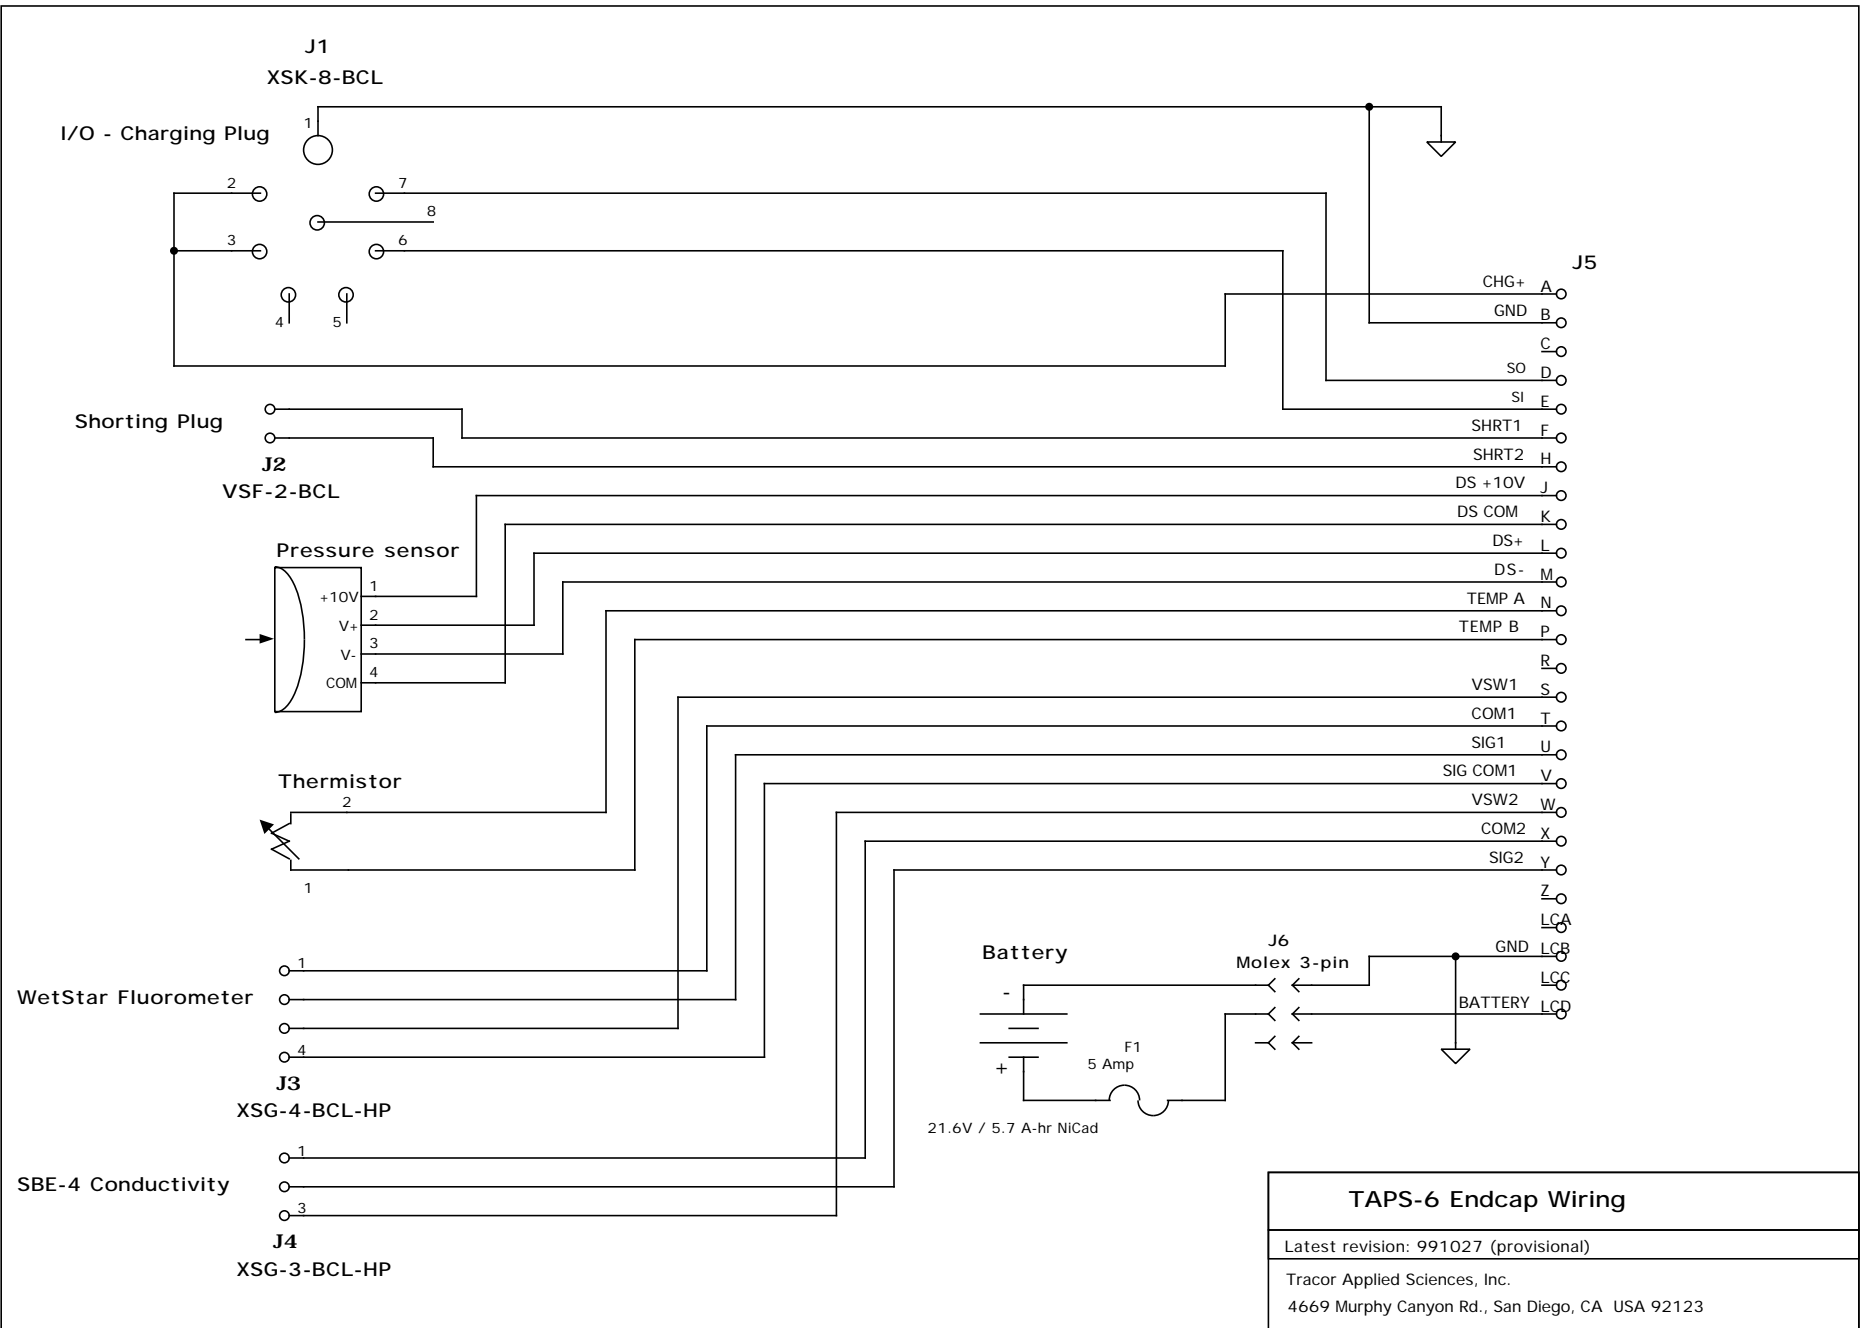 J1
XSK-8-BCL
I/O - Charging Plug
1
2
7
8
3
6
4
5
J5
CHG+ A
GND B
C
SO D
SI E
SHRT1 F
SHRT2 H
DS +10V J
DS COM K
DS+ L
DS- M
TEMP A N
TEMP B P
R
VSW1 S
COM1 T
SIG1 U
SIG COM1 V
VSW2 W
COM2 X
SIG2 Y
Z
LCA
GND LCB
LCC
BATTERY LCD
Shorting Plug
J2
VSF-2-BCL
Pressure sensor
+10V 1
V+ 2
V- 3
COM 4
Thermistor
2
1
1
WetStar Fluorometer
4
J3
XSG-4-BCL-HP
1
SBE-4 Conductivity
3
J4
XSG-3-BCL-HP
Battery
J6
Molex 3-pin
-
+
F1
5 Amp
21.6V / 5.7 A-hr NiCad
TAPS-6 Endcap Wiring
Latest revision: 991027 (provisional)
Tracor Applied Sciences, Inc.
4669 Murphy Canyon Rd., San Diego, CA USA 92123